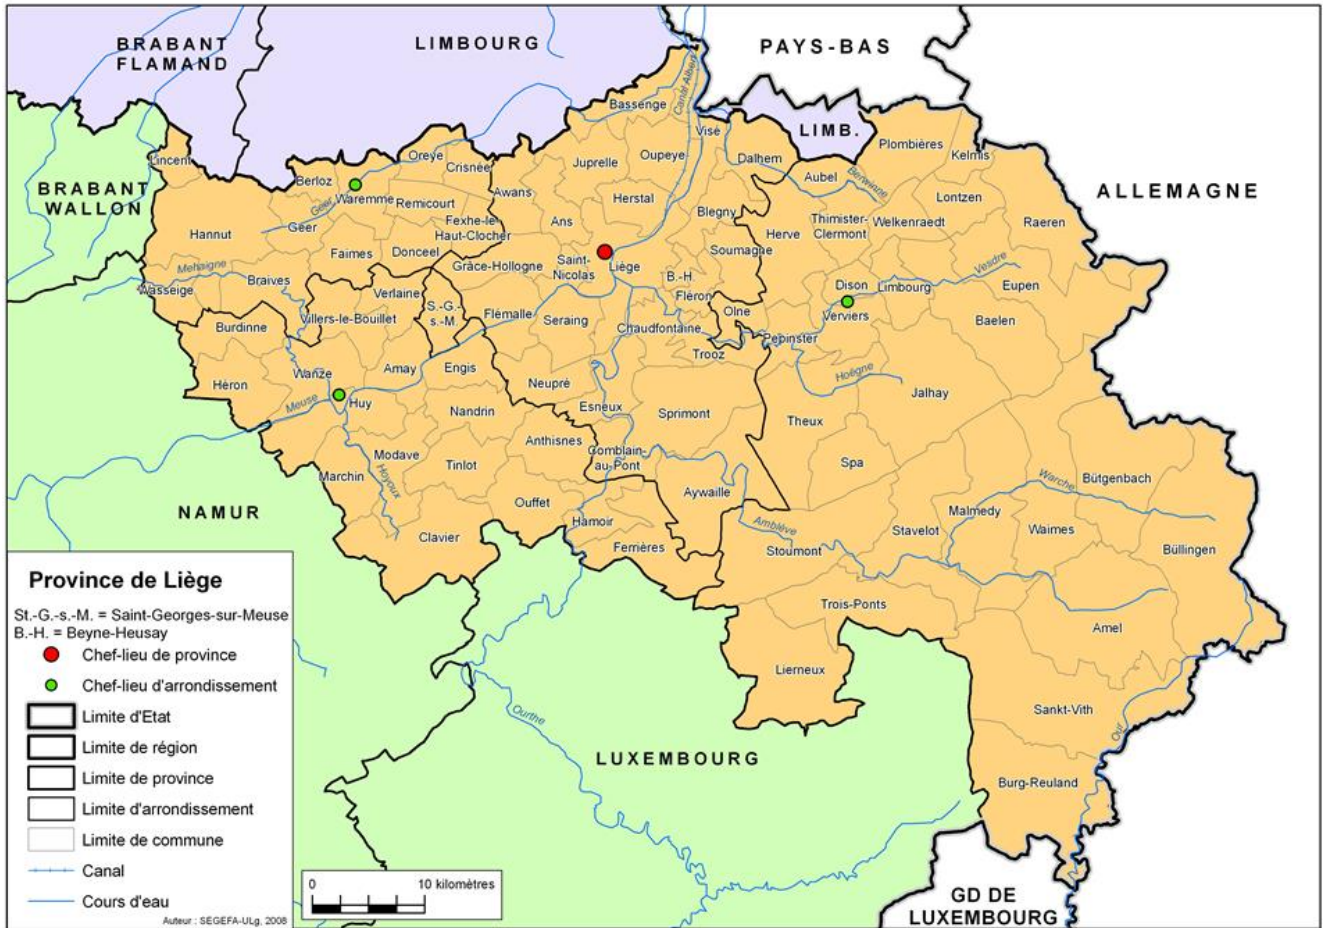 BRABANT
FLAMAND
LIMBOURG
PAYS-BAS
LIMB.
ALLEMAGNE
BRABANT
WALLON
NAMUR
LUXEMBOURG
GD DE
LUXEMBOURG
Canal Albert
Bassenge
Visé
Lincent
Oreye
Crisnée
Juprelle
Oupeye
Dalhem
Plombières
Kelmis
Berloz
Waremme
Remicourt
Awans
Herstal
Aubel
Berwinne
Lontzen
Geer
Geer
Fexhe-le-
Haut-Clocher
Ans
Blegny
Thimister-
Clermont
Welkenraedt
Raeren
Hannut
Faimes
Donceel
Herve
Soumagne
Mehaigne
Grâce-Hollogne
Saint-
Nicolas
Liège
B.-H.
Vesdre
Wasseige
Braives
Verlaine
Fléron
Dison
Limbourg
Eupen
Burdinne
Villers-le-Bouillet
S.-G.-
s.-M.
Flémalle
Seraing
Chaudfontaine
Olne
Verviers
Baelen
Pepinster
Trooz
Héron
Wanze
Amay
Engis
Neupré
Hoëgne
Jalhay
Meuse
Huy
Nandrin
Esneux
Sprimont
Theux
Anthisnes
Modave
Tinlot
Comblain-
au-Pont
Spa
Marchin
Hoyoux
Ouffet
Aywaille
Warche
Bütgenbach
Clavier
Hamoir
Amblève
Stavelot
Malmedy
Waimes
Ferrières
Stoumont
Büllingen
Trois-Ponts
Amel
Lierneux
Sankt-Vith
Ourthe
Our
Burg-Reuland
Province de Liège
St.-G.-s.-M. = Saint-Georges-sur-Meuse
B.-H. = Beyne-Heusay
Chef-lieu de province
Chef-lieu d'arrondissement
Limite d'Etat
Limite de région
Limite de province
Limite d'arrondissement
Limite de commune
Canal
Cours d'eau
Auteur : SEGEFA-ULg, 2008
0 10 kilomètres